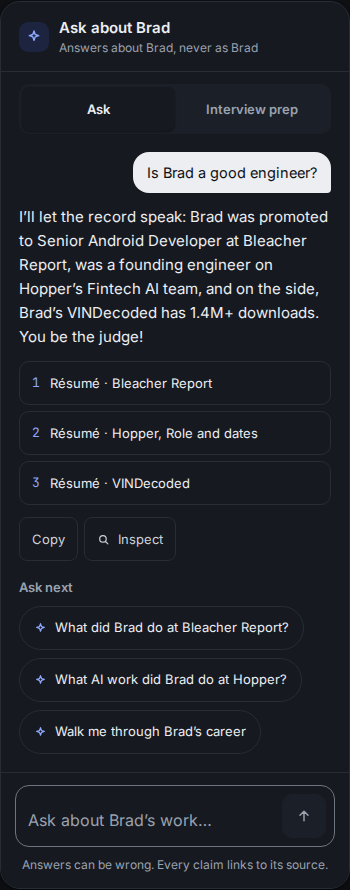 Ask about Brad
Answers about Brad, never as Brad
Ask
Interview prep
Is Brad a good engineer?
I’ll let the record speak: Brad was promoted
to Senior Android Developer at Bleacher
Report, was a founding engineer on
Hopper’s Fintech AI team, and on the side,
Brad’s VINDecoded has 1.4M+ downloads.
You be the judge!
1 Résumé · Bleacher Report
2 Résumé · Hopper, Role and dates
3 Résumé · VINDecoded
Copy
Inspect
Ask next
What did Brad do at Bleacher Report?
What AI work did Brad do at Hopper?
Walk me through Brad’s career
Ask about Brad’s work…
Answers can be wrong. Every claim links to its source.